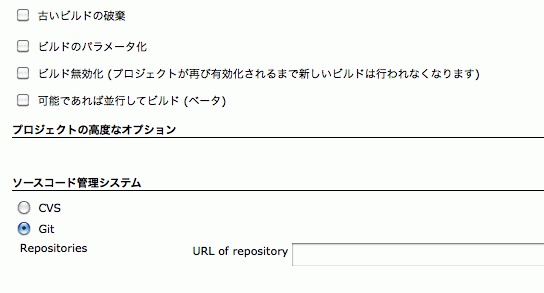 古いビルドの破棄
ビルドのパラメータ化
ビルド無効化 (プロジェクトが再び有効化されるまで新しいビルドは行われなくなります)
可能であれば並行してビルド (ベータ)
プロジェクトの高度なオプション
ソースコード管理システム
CVS
Git
Repositories URL of repository